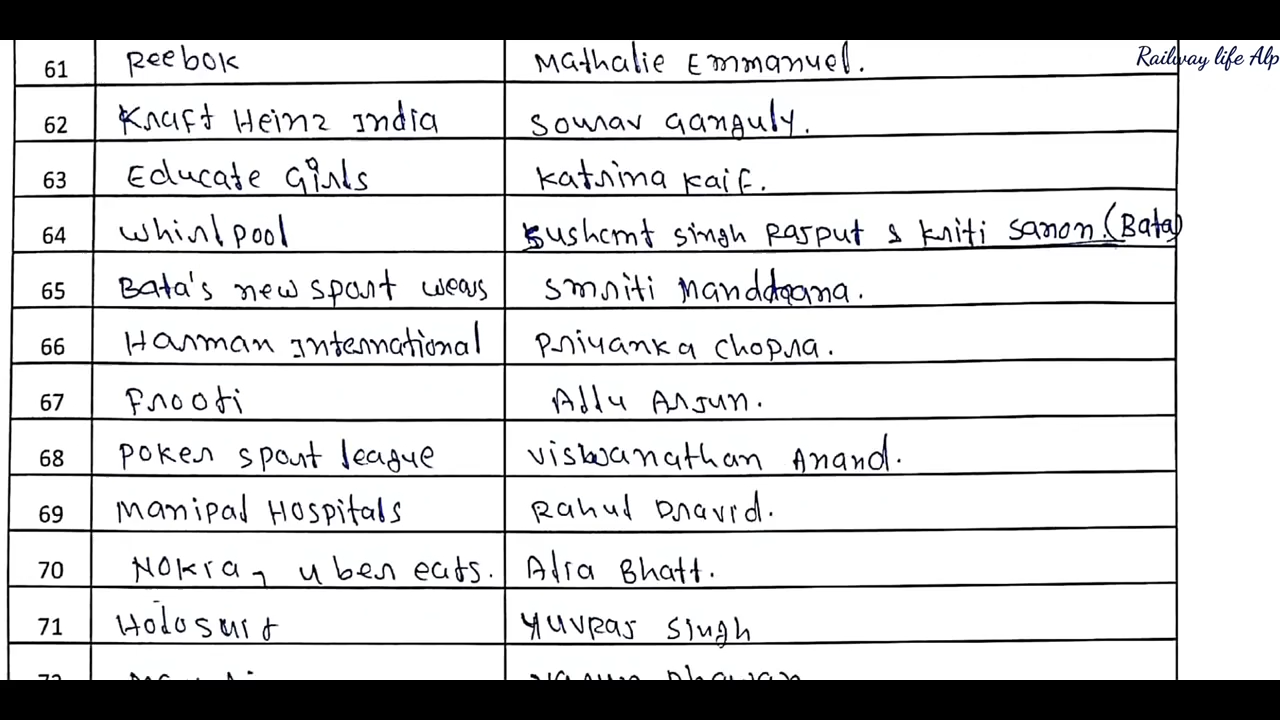 Railway life Alp
61 Reebok Nathalie Emmanuel.
62 Kraft Heinz India Sourav Ganguly.
63 Educate Girls Katrina Kaif.
64 Whirlpool Sushant Singh Rajput & Kriti Sanon. (Bata)
65 Bata's new sport wears Smriti Manddaana.
66 Harman International Priyanka Chopra.
67 Frooti Allu Arjun.
68 Poker sport league Viswanathan Anand.
69 Manipal Hospitals Rahul Dravid.
70 Nokia, uber eats. Alia Bhatt.
71 Holosuit Yuvraj Singh